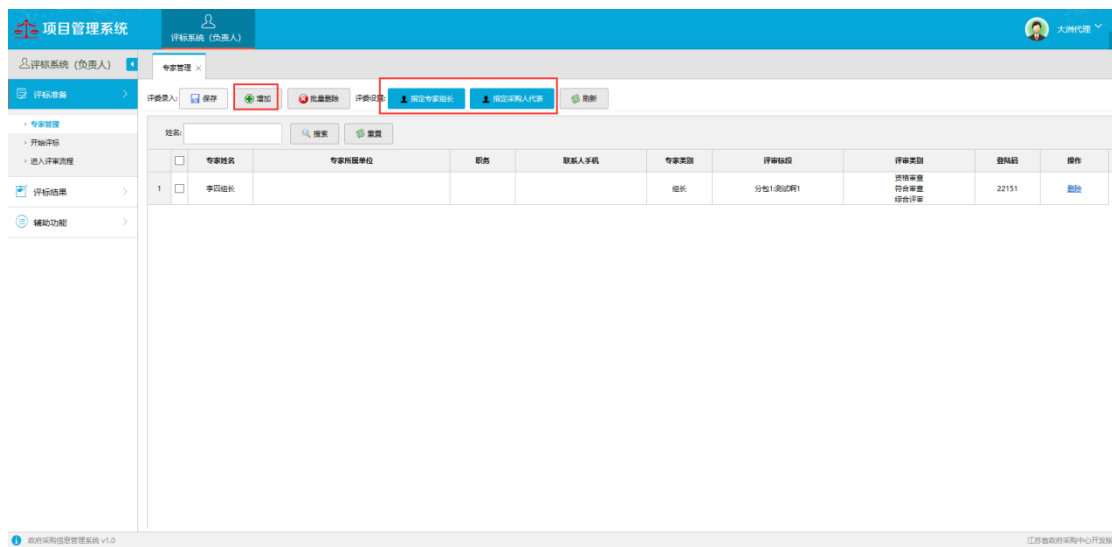 项目管理系统
评标系统（负责人）
大洲代理
评标系统（负责人）
专家管理
评标准备
评委录入: 保存 增加 批量删除 评委设置: 指定专家组长 指定采购人代表 刷新
专家管理
开始评标
进入评审流程
姓名: 搜索 重置
专家姓名 专家所属单位 职务 联系人手机 专家类别 评审标段 评审类别 登陆码 操作
1 李四组长 组长 分包1:测试啊1 资格审查 22151 删除
符合审查
综合评审
评标结果
辅助功能
政府采购信息管理系统 v1.0
江苏省政府采购中心开发版